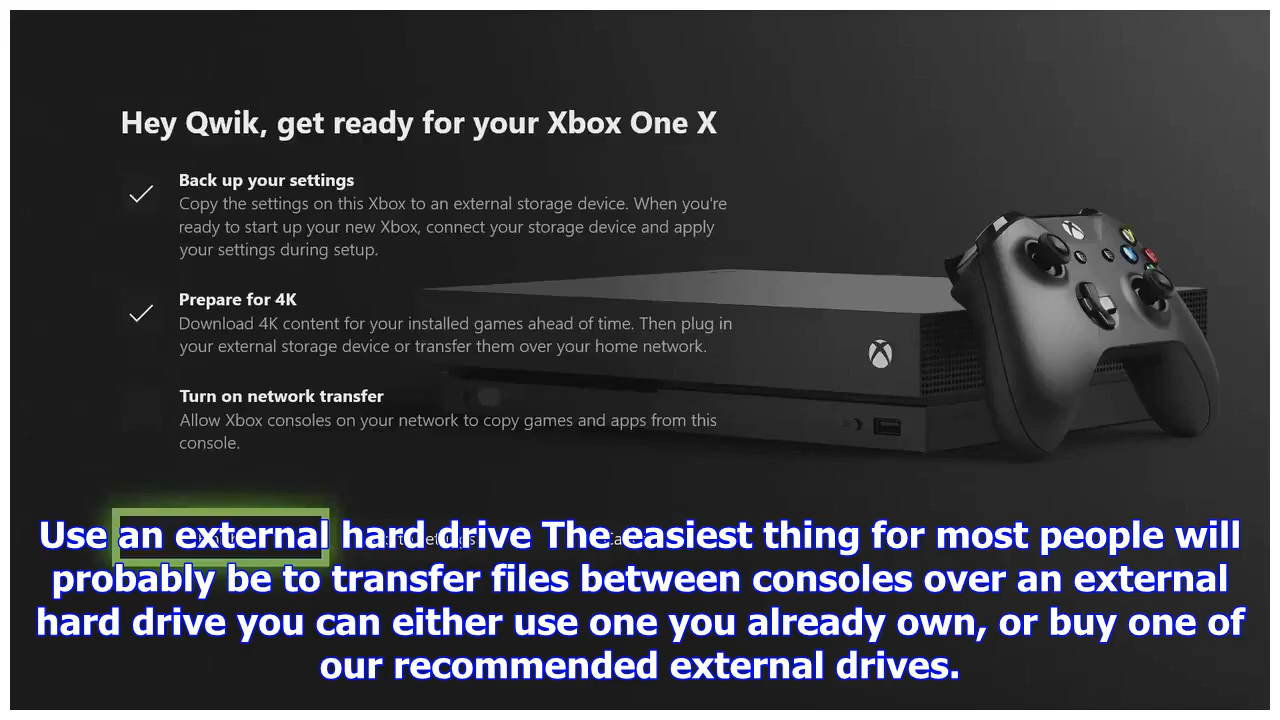 Hey Qwik, get ready for your Xbox One X
Back up your settings
Copy the settings on this Xbox to an external storage device. When you're
ready to start up your new Xbox, connect your storage device and apply
your settings during setup.
Prepare for 4K
Download 4K content for your installed games ahead of time. Then plug in
your external storage device or transfer them over your home network.
Turn on network transfer
Allow Xbox consoles on your network to copy games and apps from this
console.
Use an external hard drive The easiest thing for most people will
probably be to transfer files between consoles over an external
hard drive you can either use one you already own, or buy one of
our recommended external drives.